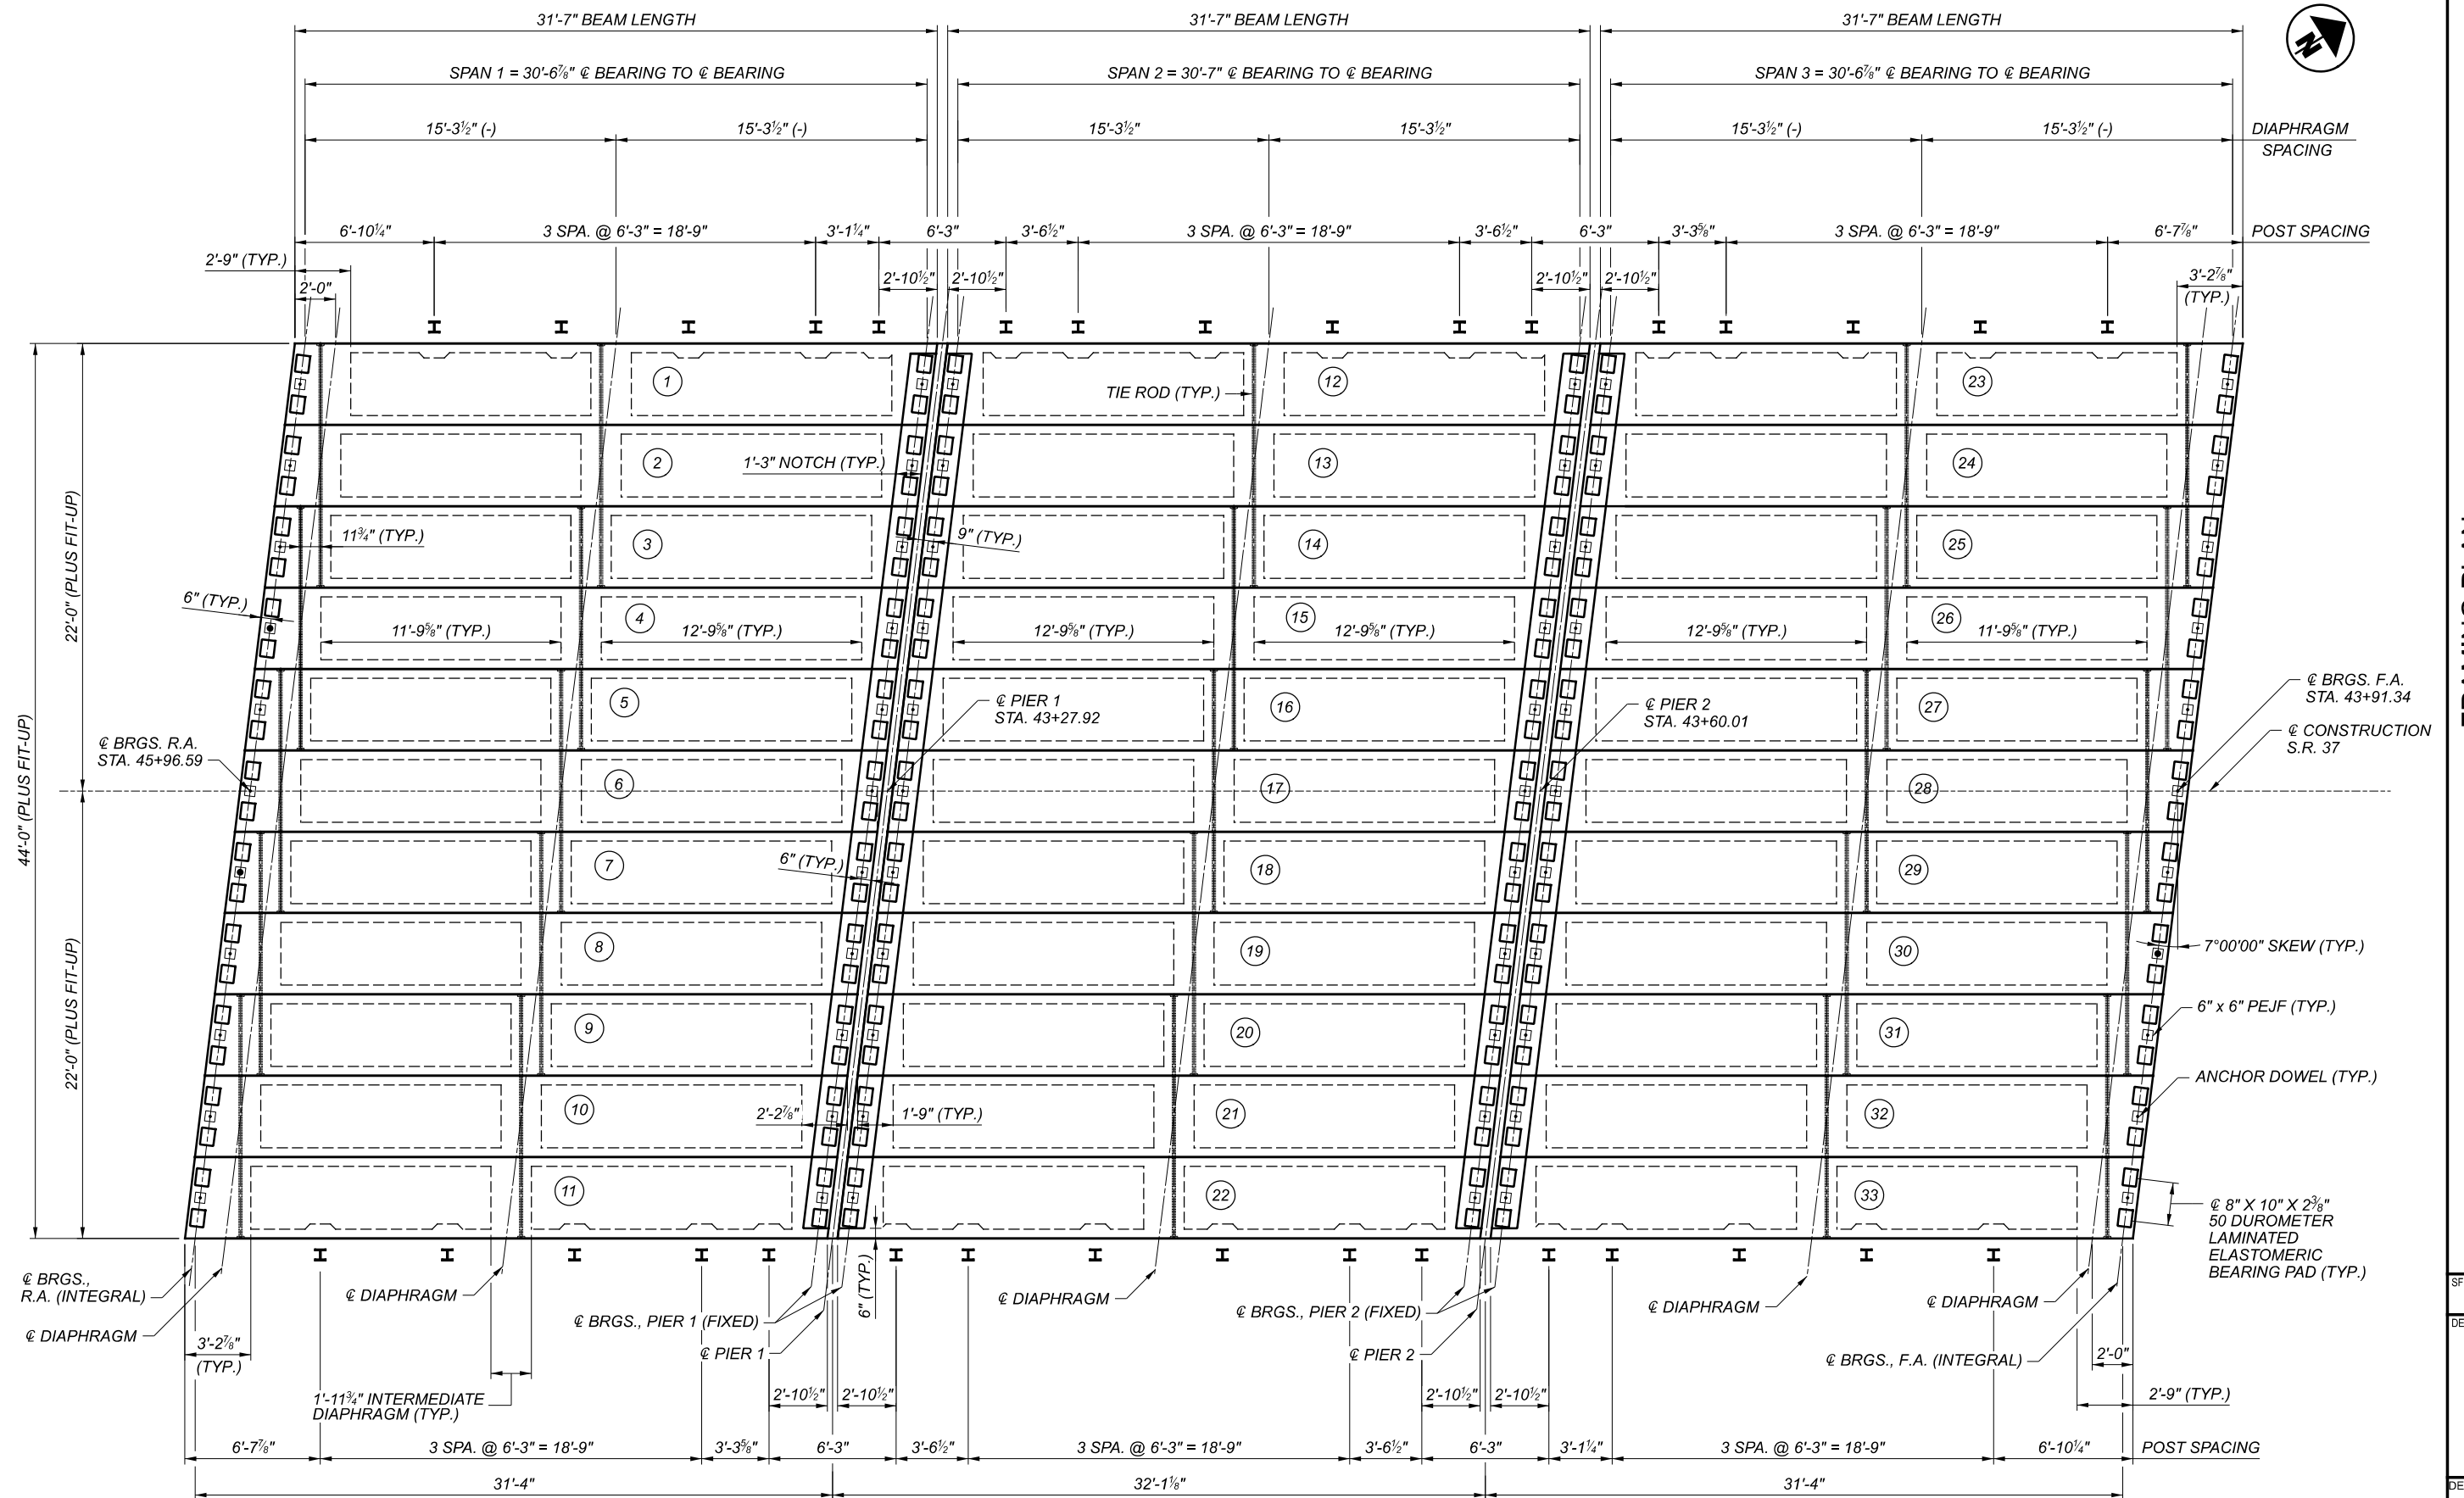 31'-7" BEAM LENGTH
31'-7" BEAM LENGTH
31'-7" BEAM LENGTH
N
SPAN 1 = 30'-6⅞" ℄ BEARING TO ℄ BEARING
SPAN 2 = 30'-7" ℄ BEARING TO ℄ BEARING
SPAN 3 = 30'-6⅞" ℄ BEARING TO ℄ BEARING
15'-3½" (-)
15'-3½" (-)
15'-3½"
15'-3½"
15'-3½" (-)
15'-3½" (-)
DIAPHRAGM
SPACING
6'-10¼"
3 SPA. @ 6'-3" = 18'-9"
3'-1¼"
6'-3"
3'-6½"
3 SPA. @ 6'-3" = 18'-9"
3'-6½"
6'-3"
3'-3⅝"
3 SPA. @ 6'-3" = 18'-9"
6'-7⅞"
POST SPACING
2'-9" (TYP.)
2'-0"
2'-10½"
2'-10½"
2'-10½"
2'-10½"
3'-2⅞"
(TYP.)
1
TIE ROD (TYP.)
12
23
2
1'-3" NOTCH (TYP.)
13
24
11¾" (TYP.)
3
9" (TYP.)
14
25
6" (TYP.)
4
15
26
11'-9⅝" (TYP.)
12'-9⅝" (TYP.)
12'-9⅝" (TYP.)
12'-9⅝" (TYP.)
12'-9⅝" (TYP.)
11'-9⅝" (TYP.)
22'-0" (PLUS FIT-UP)
44'-0" (PLUS FIT-UP)
22'-0" (PLUS FIT-UP)
5
℄ PIER 1
STA. 43+27.92
16
℄ PIER 2
STA. 43+60.01
27
℄ BRGS. F.A.
STA. 43+91.34
℄ CONSTRUCTION
S.R. 37
℄ BRGS. R.A.
STA. 45+96.59
6
17
28
7
6" (TYP.)
18
29
8
19
30
7°00'00" SKEW (TYP.)
9
20
31
6" x 6" PEJF (TYP.)
10
2'-2⅞"
1'-9" (TYP.)
21
32
ANCHOR DOWEL (TYP.)
11
22
33
℄ 8" X 10" X 2⅜"
50 DUROMETER
LAMINATED
ELASTOMERIC
BEARING PAD (TYP.)
℄ BRGS.,
R.A. (INTEGRAL)
℄ DIAPHRAGM
℄ DIAPHRAGM
6" (TYP.)
℄ BRGS., PIER 1 (FIXED)
℄ PIER 1
℄ DIAPHRAGM
℄ BRGS., PIER 2 (FIXED)
℄ PIER 2
℄ DIAPHRAGM
℄ DIAPHRAGM
℄ BRGS., F.A. (INTEGRAL)
2'-0"
3'-2⅞"
(TYP.)
1'-11¾" INTERMEDIATE
DIAPHRAGM (TYP.)
2'-10½"
2'-10½"
2'-10½"
2'-10½"
2'-9" (TYP.)
6'-7⅞"
3 SPA. @ 6'-3" = 18'-9"
3'-3⅝"
6'-3"
3'-6½"
3 SPA. @ 6'-3" = 18'-9"
3'-6½"
6'-3"
3'-1¼"
3 SPA. @ 6'-3" = 18'-9"
6'-10¼"
POST SPACING
31'-4"
32'-1⅛"
31'-4"